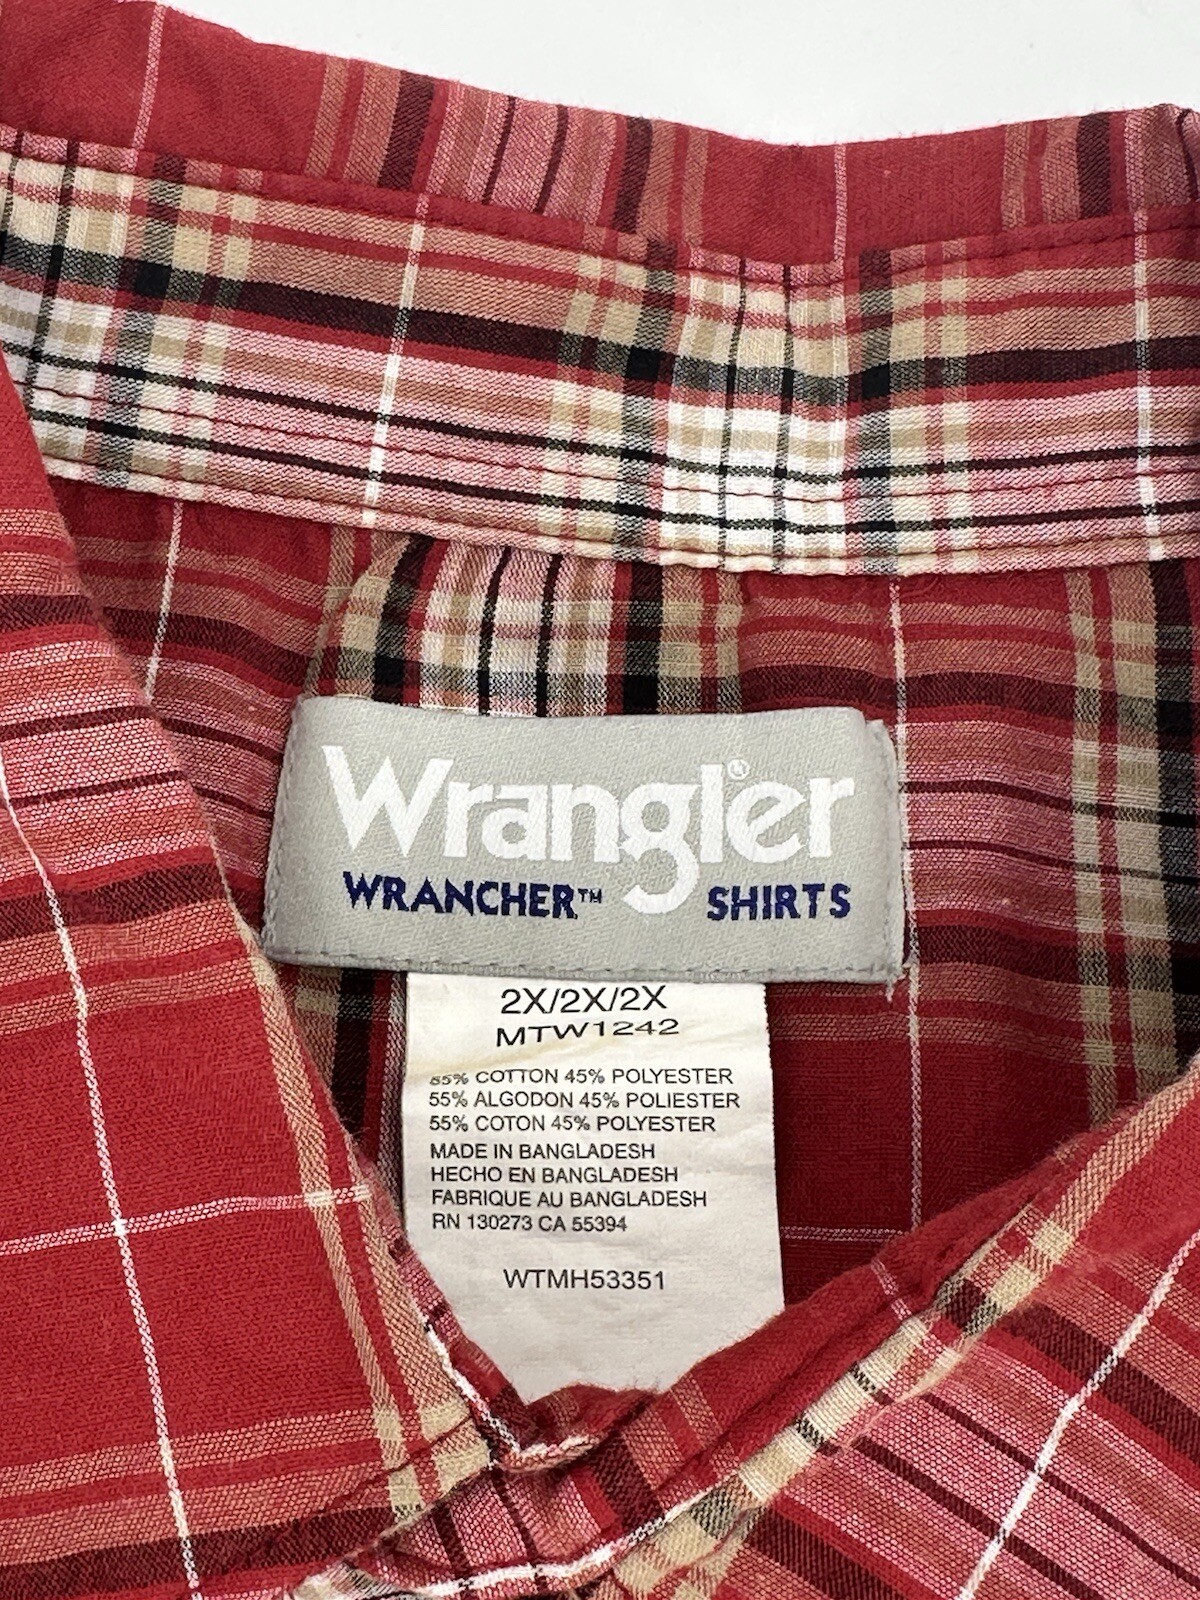 Wrangler®
WRANCHER™ SHIRTS
2X/2X/2X
MTW1242
55% COTTON 45% POLYESTER
55% ALGODON 45% POLIESTER
55% COTON 45% POLYESTER
MADE IN BANGLADESH
HECHO EN BANGLADESH
FABRIQUE AU BANGLADESH
RN 130273 CA 55394
WTMH53351